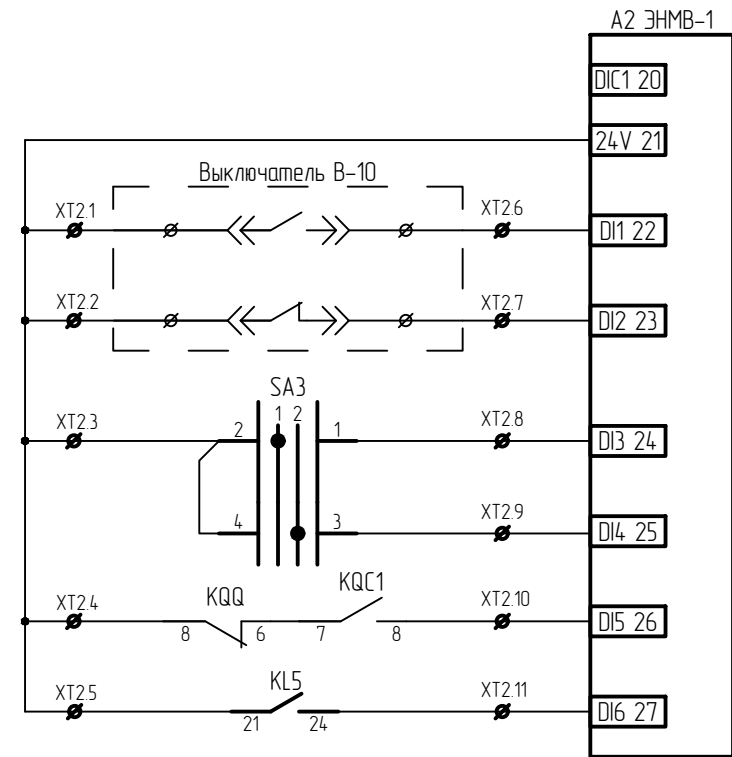 А2 ЭНМВ-1
DIC1 20
24V 21
Выключатель В-10
XT2.1
XT2.6
DI1 22
XT2.2
XT2.7
DI2 23
SA3
1 2
XT2.3
2
1
XT2.8
DI3 24
4
3
XT2.9
DI4 25
KQQ
KQC1
XT2.4
8
6
7
8
XT2.10
DI5 26
KL5
XT2.5
21
24
XT2.11
DI6 27